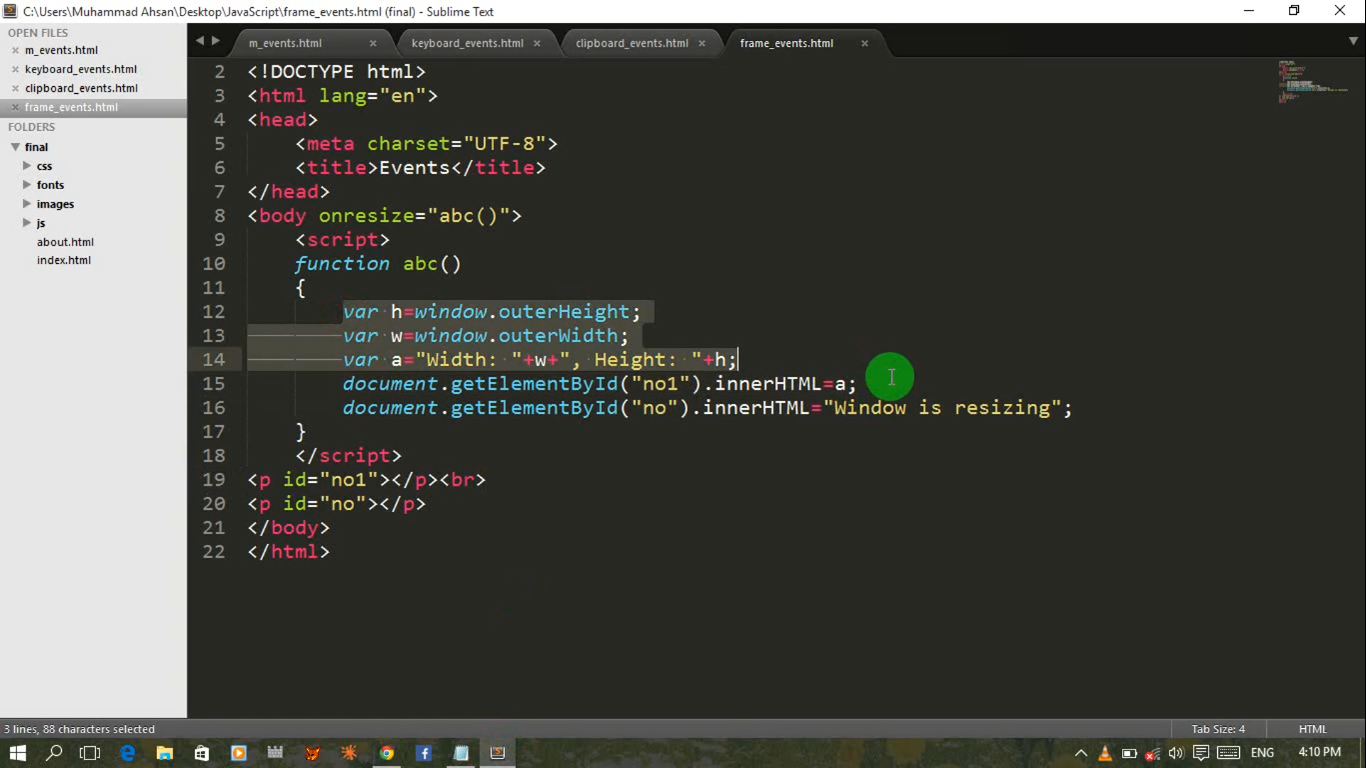 C:\Users\Muhammad Ahsan\Desktop\JavaScript\frame_events.html (final) - Sublime Text
OPEN FILES
× m_events.html
× keyboard_events.html
× clipboard_events.html
× frame_events.html
FOLDERS
final
css
fonts
images
js
about.html
index.html
m_events.html × keyboard_events.html × clipboard_events.html × frame_events.html ×
2 <!DOCTYPE html>
3 <html lang="en">
4 <head>
5 <meta charset="UTF-8">
6 <title>Events</title>
7 </head>
8 <body onresize="abc()">
9 <script>
10 function abc()
11 {
12 var h=window.outerHeight;
13 var w=window.outerWidth;
14 var a="Width: "+w+", Height: "+h;
15 document.getElementById("no1").innerHTML=a;
16 document.getElementById("no").innerHTML="Window is resizing";
17 }
18 </script>
19 <p id="no1"></p><br>
20 <p id="no"></p>
21 </body>
22 </html>
3 lines, 88 characters selected
Tab Size: 4
HTML
ENG
4:10 PM